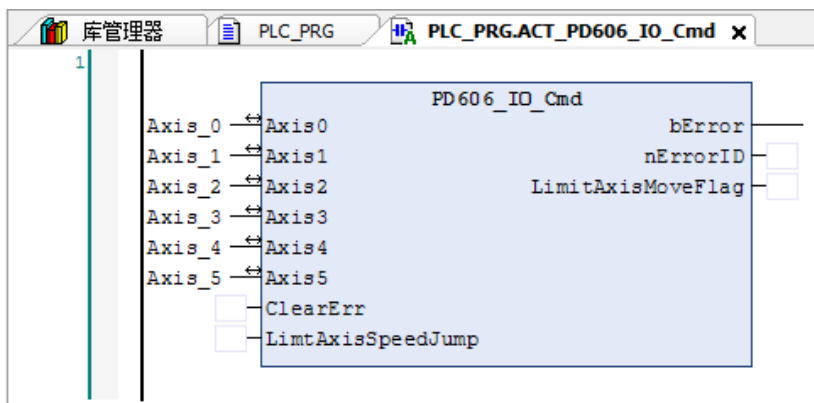 库管理器 PLC_PRG PLC_PRG.ACT_PD606_IO_Cmd
1
PD606_IO_Cmd
Axis_0 Axis0 bError
Axis_1 Axis1 nErrorID
Axis_2 Axis2 LimitAxisMoveFlag
Axis_3 Axis3
Axis_4 Axis4
Axis_5 Axis5
ClearErr
LimtAxisSpeedJump